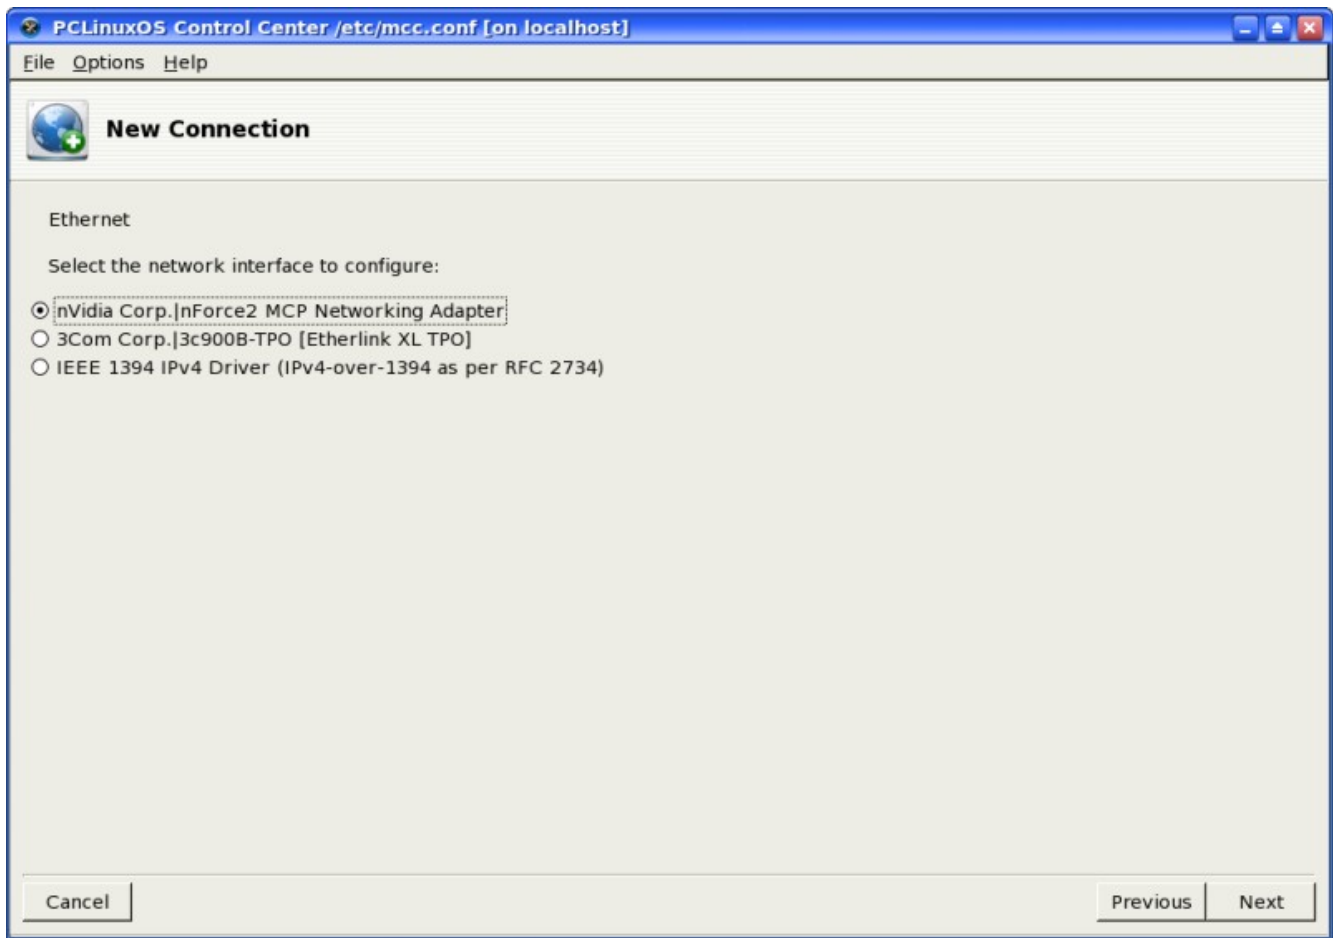 PCLinuxOS Control Center /etc/mcc.conf [on localhost]
File Options Help
New Connection
Ethernet
Select the network interface to configure:
nVidia Corp.|nForce2 MCP Networking Adapter
3Com Corp.|3c900B-TPO [Etherlink XL TPO]
IEEE 1394 IPv4 Driver (IPv4-over-1394 as per RFC 2734)
Cancel Previous Next